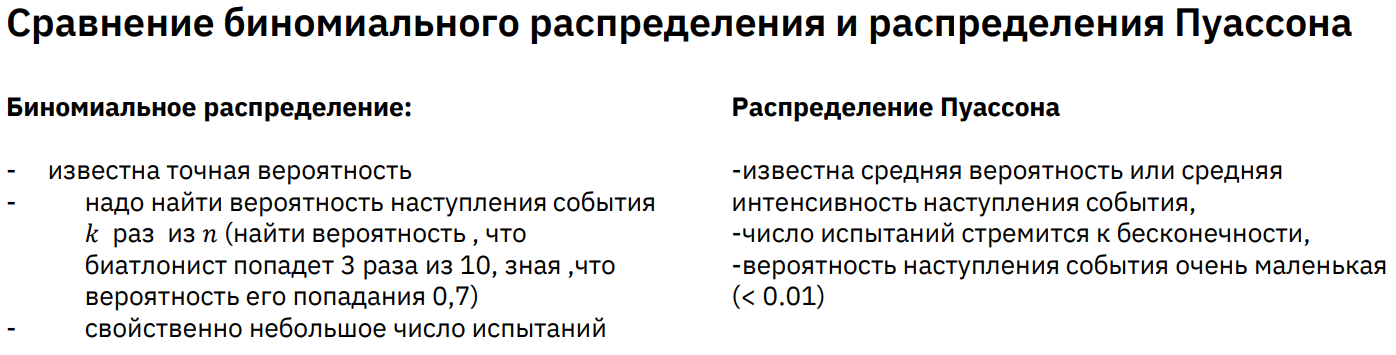 Сравнение биномиального распределения и распределения Пуассона
Биномиальное распределение:
- известна точная вероятность
- надо найти вероятность наступления события
k раз из n (найти вероятность , что
биатлонист попадет 3 раза из 10, зная ,что
вероятность его попадания 0,7)
- свойственно небольшое число испытаний
Распределение Пуассона
-известна средняя вероятность или средняя
интенсивность наступления события,
-число испытаний стремится к бесконечности,
-вероятность наступления события очень маленькая
(< 0.01)